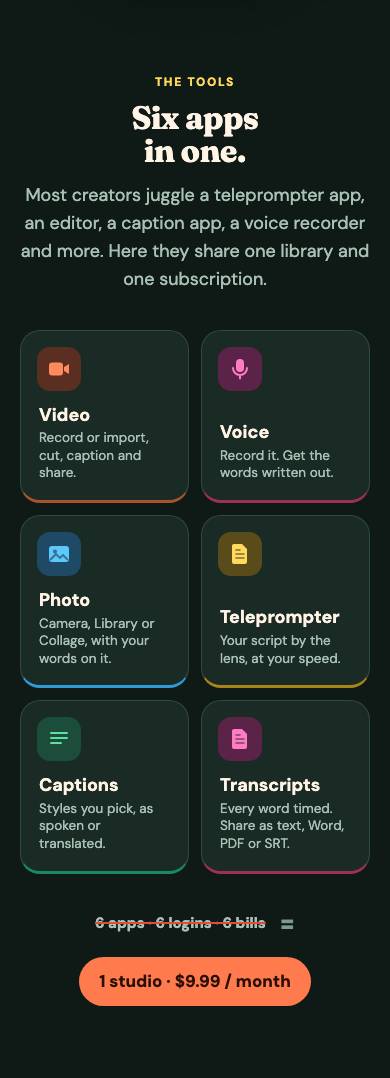 THE TOOLS
Six apps
in one.
Most creators juggle a teleprompter app,
an editor, a caption app, a voice recorder
and more. Here they share one library and
one subscription.
Video
Record or import,
cut, caption and
share.
Voice
Record it. Get the
words written out.
Photo
Camera, Library or
Collage, with your
words on it.
Teleprompter
Your script by the
lens, at your speed.
Captions
Styles you pick, as
spoken or
translated.
Transcripts
Every word timed.
Share as text, Word,
PDF or SRT.
6 apps · 6 logins · 6 bills =
1 studio · $9.99 / month